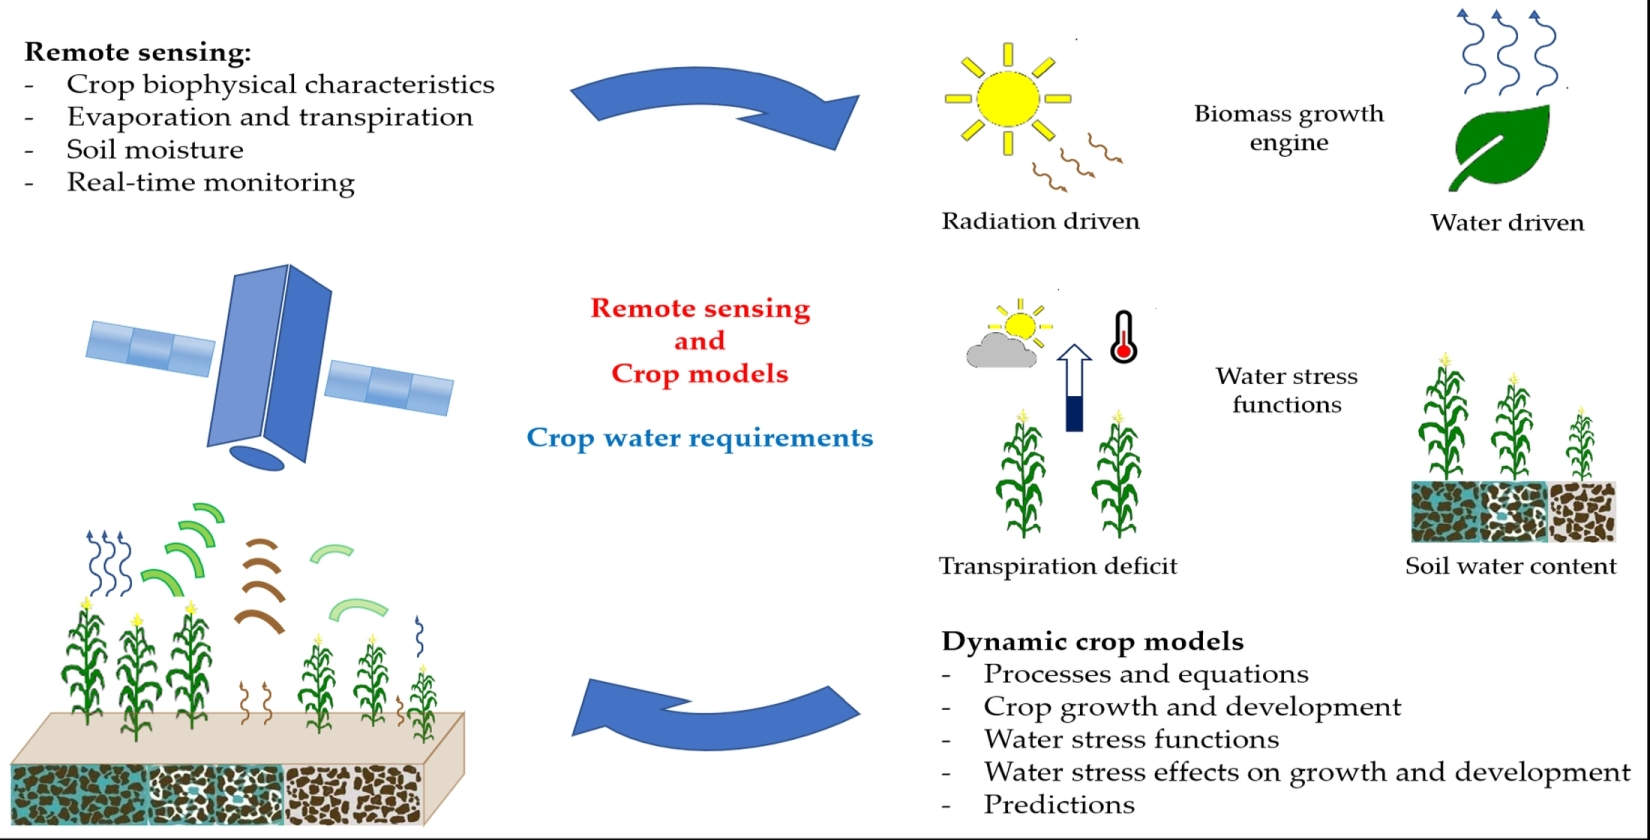 Remote sensing:
- Crop biophysical characteristics
- Evaporation and transpiration
- Soil moisture
- Real-time monitoring
Biomass growth
engine
Radiation driven
Water driven
Remote sensing
and
Crop models
Crop water requirements
Water stress
functions
Transpiration deficit
Soil water content
Dynamic crop models
- Processes and equations
- Crop growth and development
- Water stress functions
- Water stress effects on growth and development
- Predictions